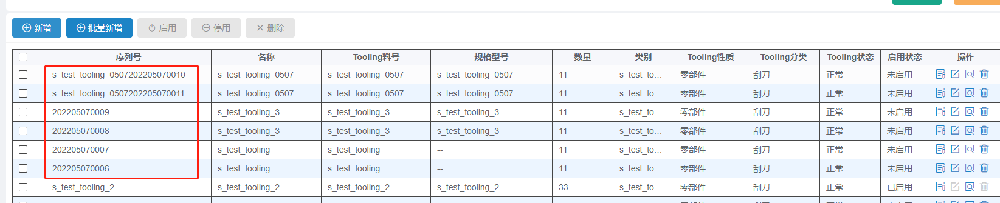 新增 批量新增 启用 停用 删除
序列号 名称 Tooling料号 规格型号 数量 类别 Tooling性质 Tooling分类 Tooling状态 启用状态 操作
s_test_tooling_0507202205070010 s_test_tooling_0507 s_test_tooling_0507 s_test_tooling_0507 11 s_test_to... 零部件 刮刀 正常 未启用
s_test_tooling_0507202205070011 s_test_tooling_0507 s_test_tooling_0507 s_test_tooling_0507 11 s_test_to... 零部件 刮刀 正常 未启用
202205070009 s_test_tooling_3 s_test_tooling_3 s_test_tooling_3 11 s_test_to... 零部件 刮刀 正常 未启用
202205070008 s_test_tooling_3 s_test_tooling_3 s_test_tooling_3 11 s_test_to... 零部件 刮刀 正常 未启用
202205070007 s_test_tooling s_test_tooling -- 11 s_test_to... 零部件 刮刀 正常 未启用
202205070006 s_test_tooling s_test_tooling -- 11 s_test_to... 零部件 刮刀 正常 未启用
s_test_tooling_2 s_test_tooling_2 s_test_tooling_2 s_test_tooling_2 33 s_test_to... 零部件 刮刀 正常 已启用